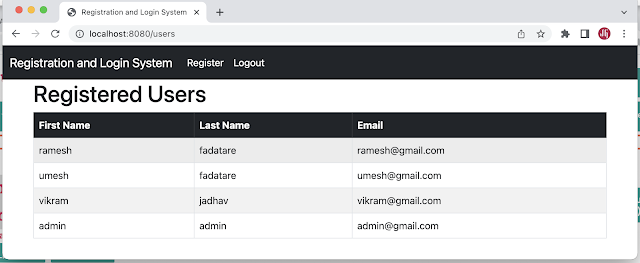 Registration and Login System
localhost:8080/users
Registration and Login System Register Logout
Registered Users
First Name Last Name Email
ramesh fadatare ramesh@gmail.com
umesh fadatare umesh@gmail.com
vikram jadhav vikram@gmail.com
admin admin admin@gmail.com